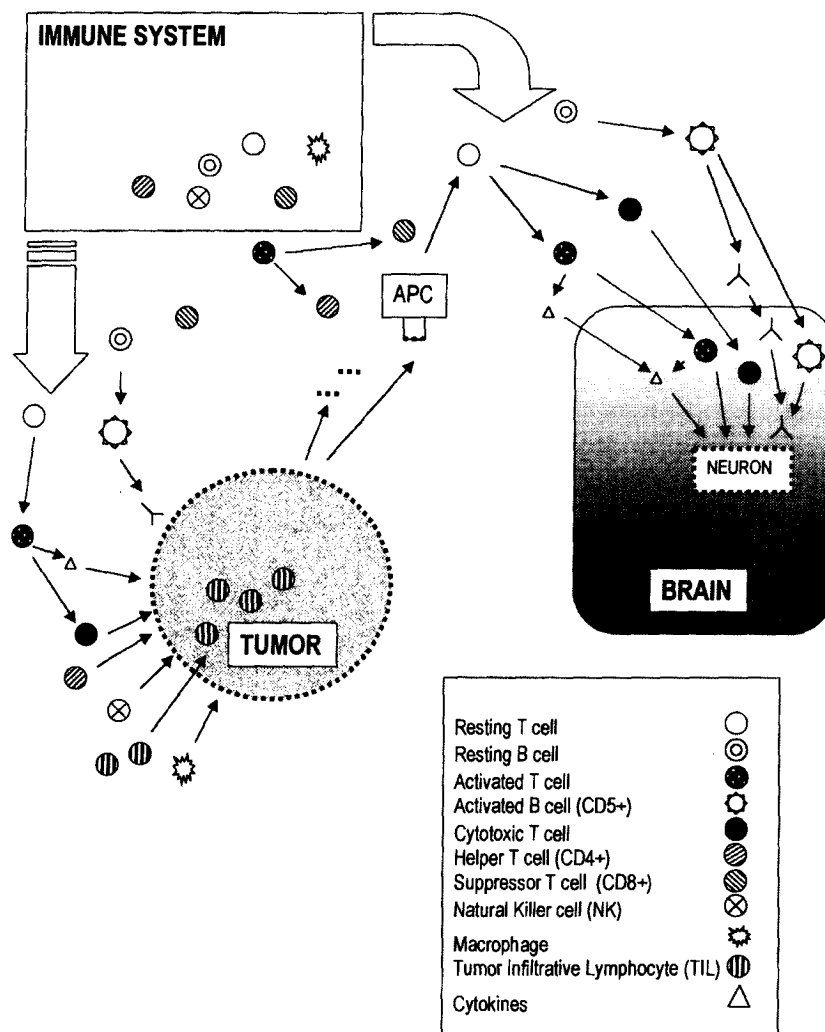 IMMUNE SYSTEM
APC
NEURON
BRAIN
TUMOR
Resting T cell
Resting B cell
Activated T cell
Activated B cell (CD5+)
Cytotoxic T cell
Helper T cell (CD4+)
Suppressor T cell (CD8+)
Natural Killer cell (NK)
Macrophage
Tumor Infiltrative Lymphocyte (TIL)
Cytokines